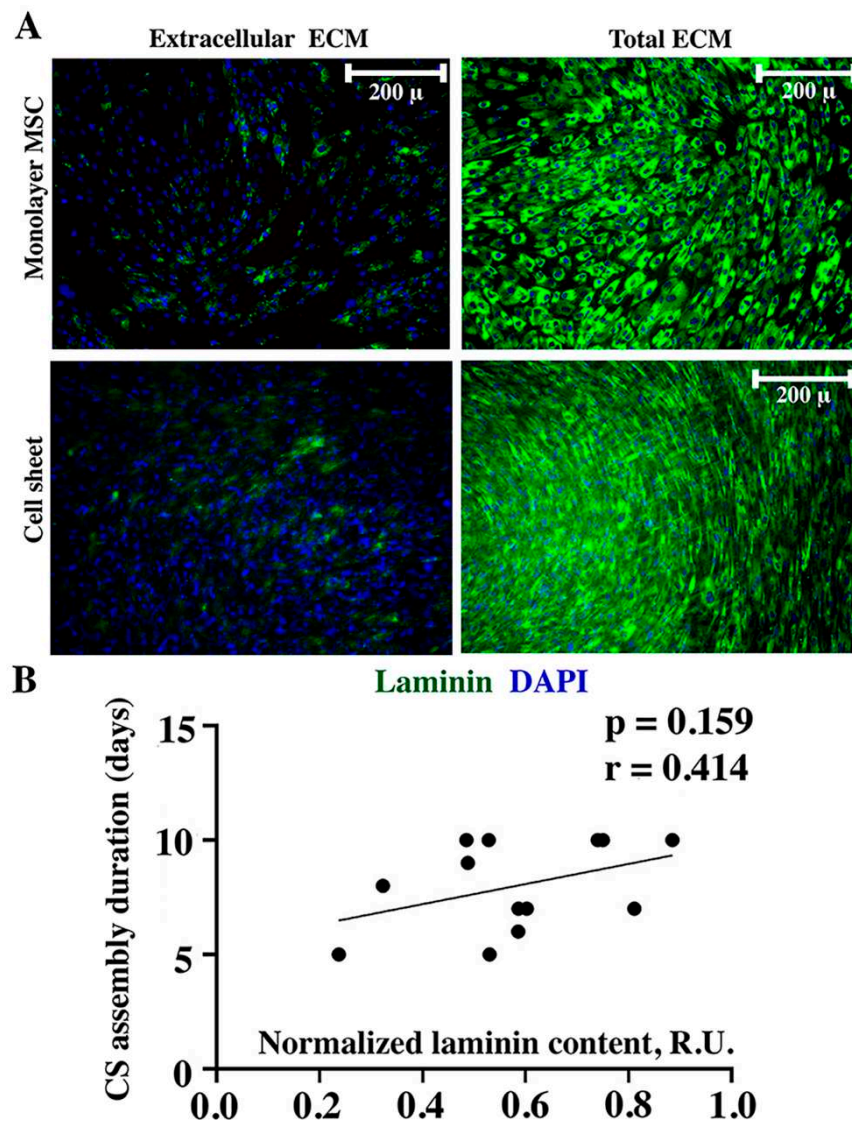 A
Extracellular ECM
Total ECM
Monolayer MSC
200 µ
200 µ
Cell sheet
200 µ
B
Laminin DAPI
CS assembly duration (days)
15
10
5
0
p = 0.159
r = 0.414
Normalized laminin content, R.U.
0.0 0.2 0.4 0.6 0.8 1.0